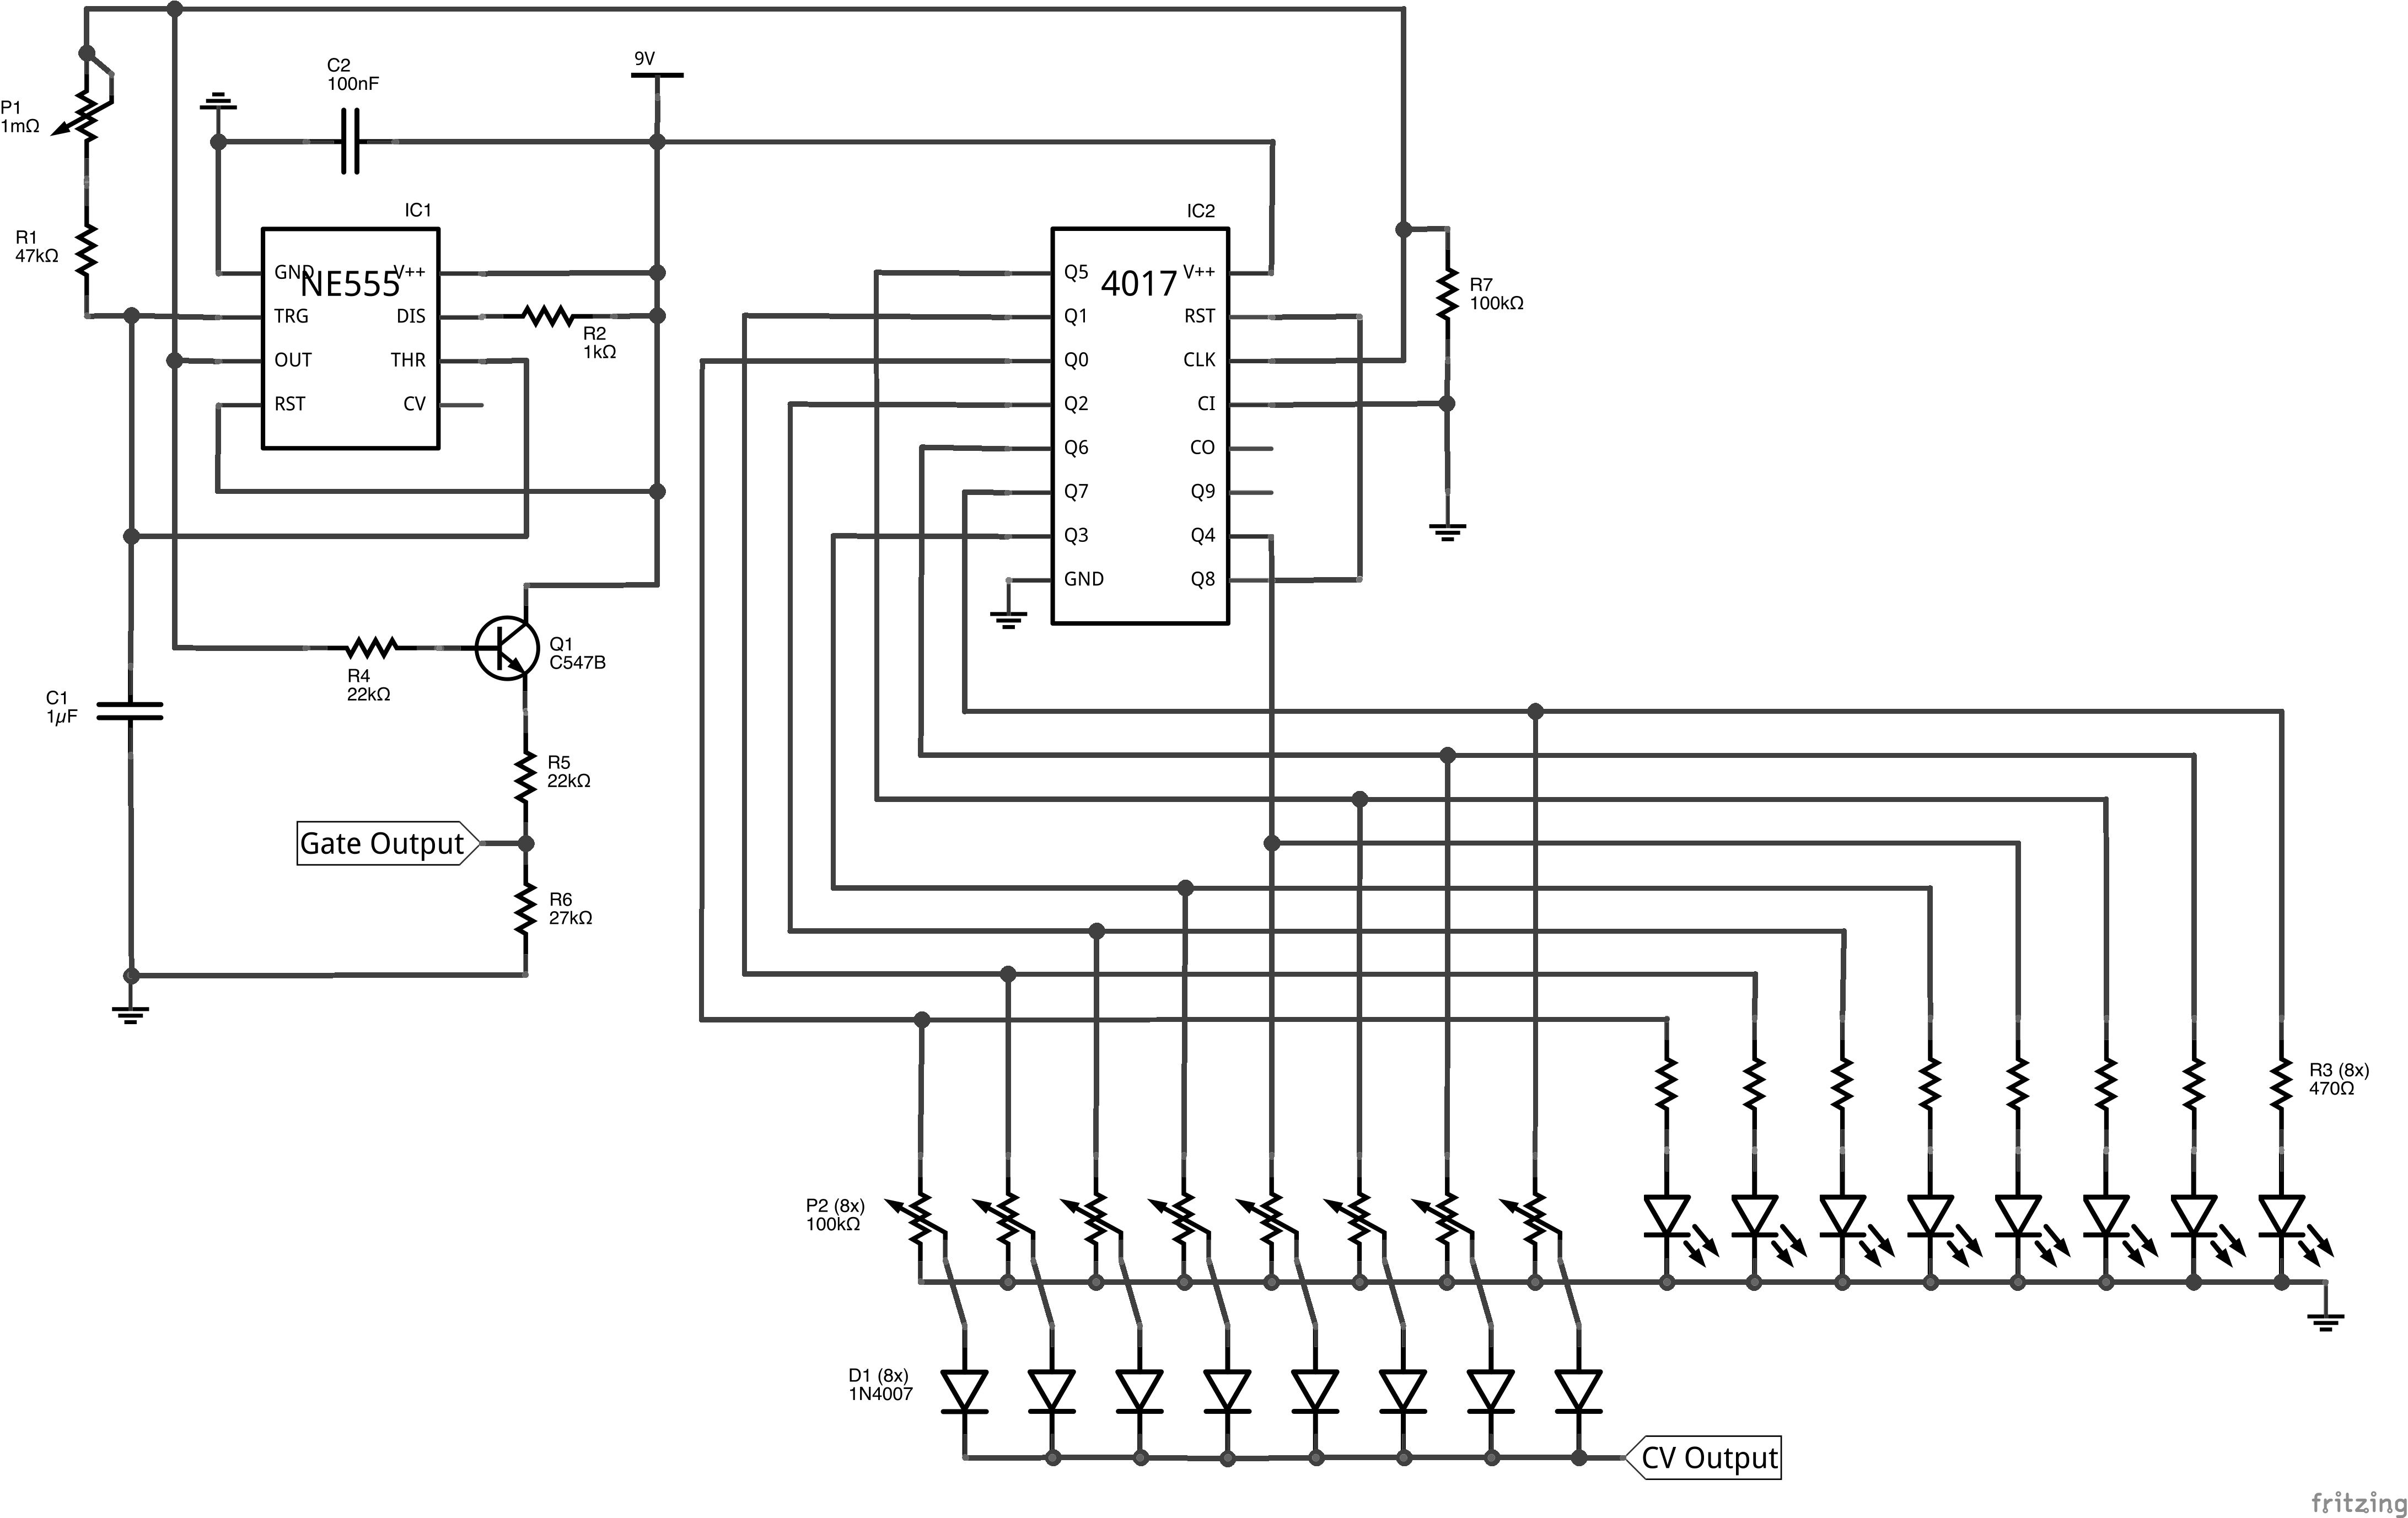 9V
C2
100nF
P1
1mΩ
R1
47kΩ
IC1
NE555
GND
V++
TRG
DIS
OUT
THR
RST
CV
R2
1kΩ
IC2
4017
Q5
V++
Q1
RST
Q0
CLK
Q2
CI
Q6
CO
Q7
Q9
Q3
Q4
GND
Q8
R7
100kΩ
Q1
C547B
R4
22kΩ
C1
1µF
R5
22kΩ
Gate Output
R6
27kΩ
R3 (8x)
470Ω
P2 (8x)
100kΩ
D1 (8x)
1N4007
CV Output
fritzing